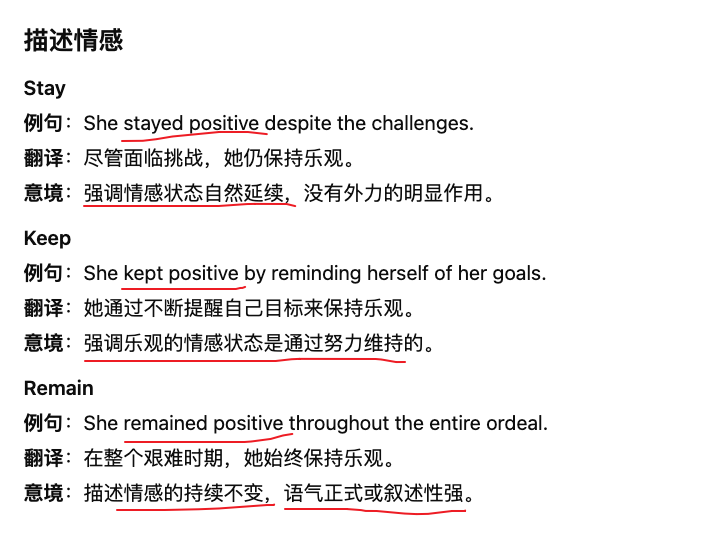 描述情感
Stay
例句：She stayed positive despite the challenges.
翻译：尽管面临挑战，她仍保持乐观。
意境：强调情感状态自然延续，没有外力的明显作用。
Keep
例句：She kept positive by reminding herself of her goals.
翻译：她通过不断提醒自己目标来保持乐观。
意境：强调乐观的情感状态是通过努力维持的。
Remain
例句：She remained positive throughout the entire ordeal.
翻译：在整个艰难时期，她始终保持乐观。
意境：描述情感的持续不变，语气正式或叙述性强。